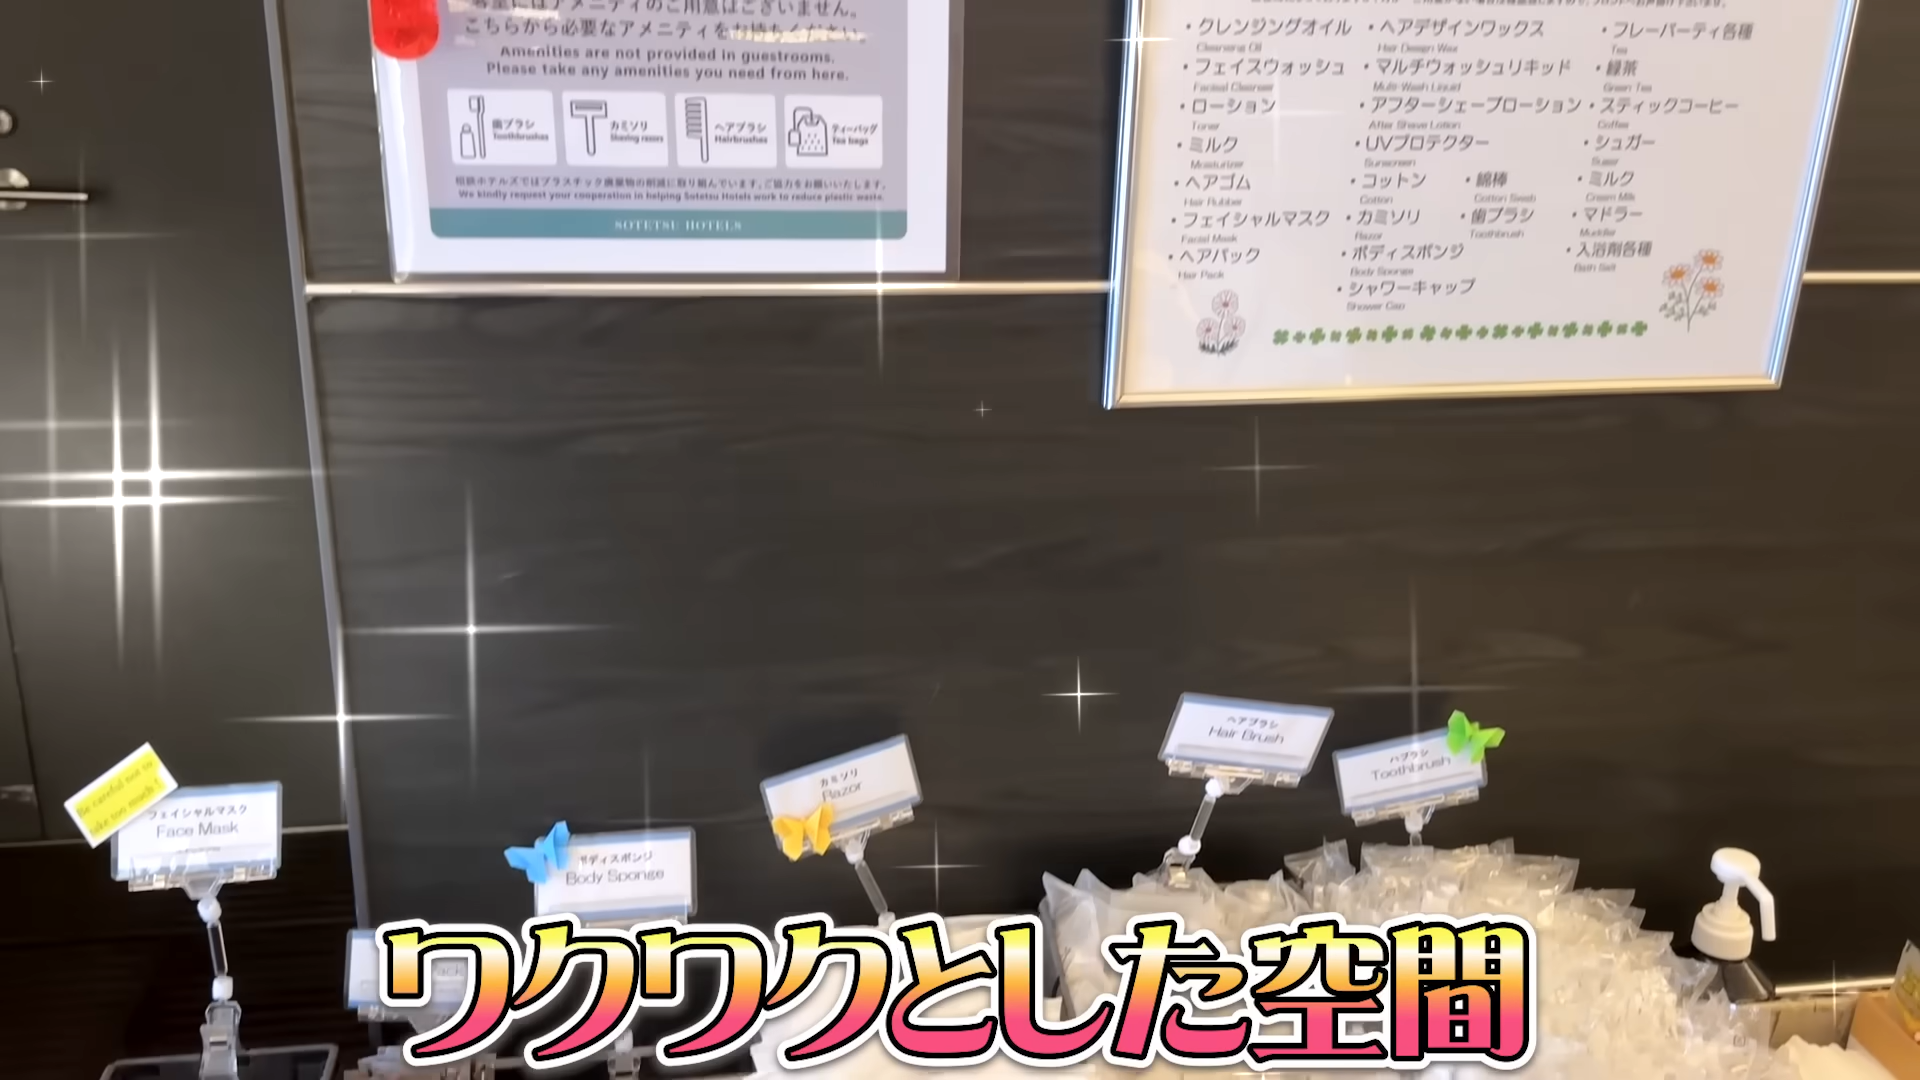 客室にはアメニティのご用意はございません。
こちらから必要なアメニティをお持ちください。
Amenities are not provided in guestrooms.
Please take any amenities you need from here.
歯ブラシ
Toothbrushes
カミソリ
Shaving razors
ヘアブラシ
Hairbrushes
ティーバッグ
Tea bags
相鉄ホテルズではプラスチック廃棄物の削減に取り組んでいます。ご協力をお願いいたします。
We kindly request your cooperation in helping Sotetsu Hotels work to reduce plastic waste.
SOTETSU HOTELS
・クレンジングオイル
Cleansing Oil
・フェイスウォッシュ
Facial Cleanser
・ローション
Toner
・ミルク
Moisturizer
・ヘアゴム
Hair Rubber
・フェイシャルマスク
Facial Mask
・ヘアパック
Hair Pack
・ヘアデザインワックス
Hair Design Wax
・マルチウォッシュリキッド
Multi Wash Liquid
・アフターシェーブローション
After Shave Lotion
・UVプロテクター
Sunscreen
・コットン ・綿棒
Cotton Cotton Swab
・カミソリ ・歯ブラシ
Razor Toothbrush
・ボディスポンジ
Body Sponge
・シャワーキャップ
Shower Cap
・フレーバーティ各種
Tea
・緑茶
Green Tea
・スティックコーヒー
Coffee
・シュガー
Sugar
・ミルク
Cream Milk
・マドラー
Muddler
・入浴剤各種
Bath Salt
Be careful not to
take too much!
フェイシャルマスク
Face Mask
ボディスポンジ
Body Sponge
カミソリ
Razor
ヘアブラシ
Hair Brush
ハブラシ
Toothbrush
ワクワクとした空間